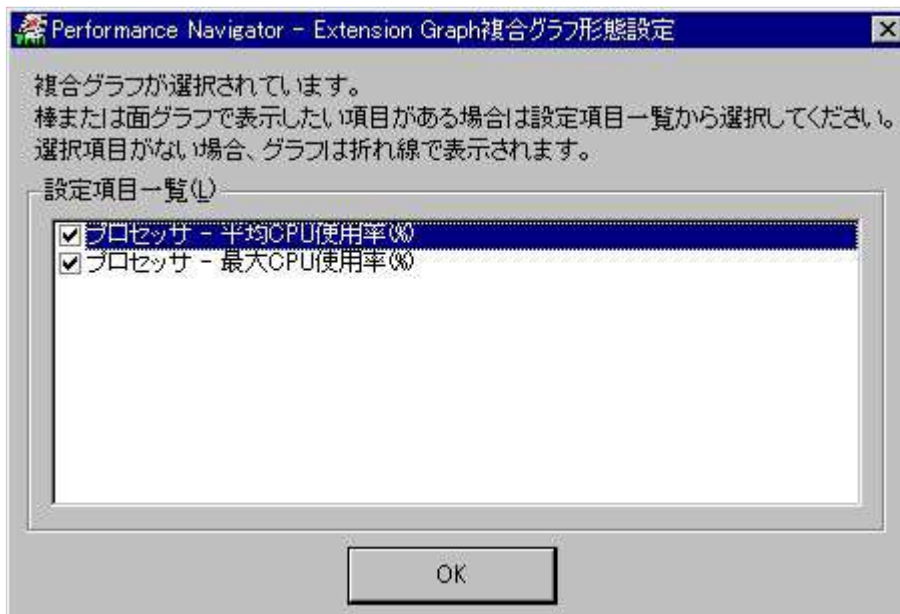 Performance Navigator - Extension Graph複合グラフ形態設定
複合グラフが選択されています。
棒または面グラフで表示したい項目がある場合は設定項目一覧から選択してください。
選択項目がない場合、グラフは折れ線で表示されます。
設定項目一覧(L)
プロセッサ - 平均CPU使用率(%)
プロセッサ - 最大CPU使用率(%)
OK